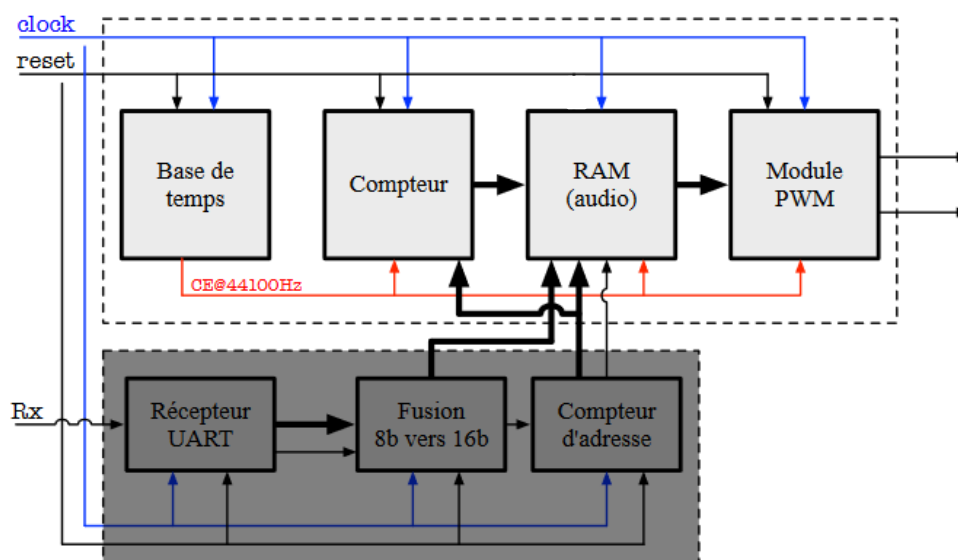 clock
reset
Base de
temps
Compteur
RAM
(audio)
Module
PWM
CE@44100Hz
Rx
Récepteur
UART
Fusion
8b vers 16b
Compteur
d'adresse